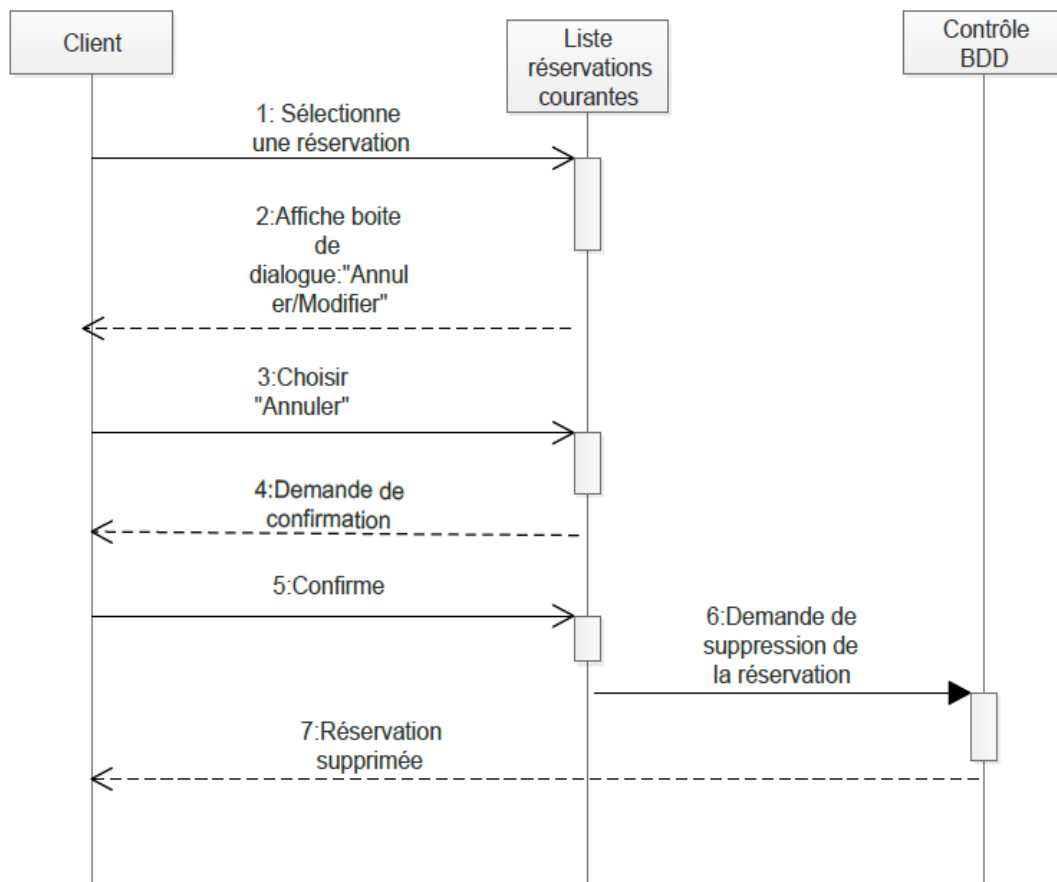 Client
Liste
réservations
courantes
Contrôle
BDD
1: Sélectionne
une réservation
2:Affiche boite
de
dialogue:"Annul
er/Modifier"
3:Choisir
"Annuler"
4:Demande de
confirmation
5:Confirme
6:Demande de
suppression de
la réservation
7:Réservation
supprimée